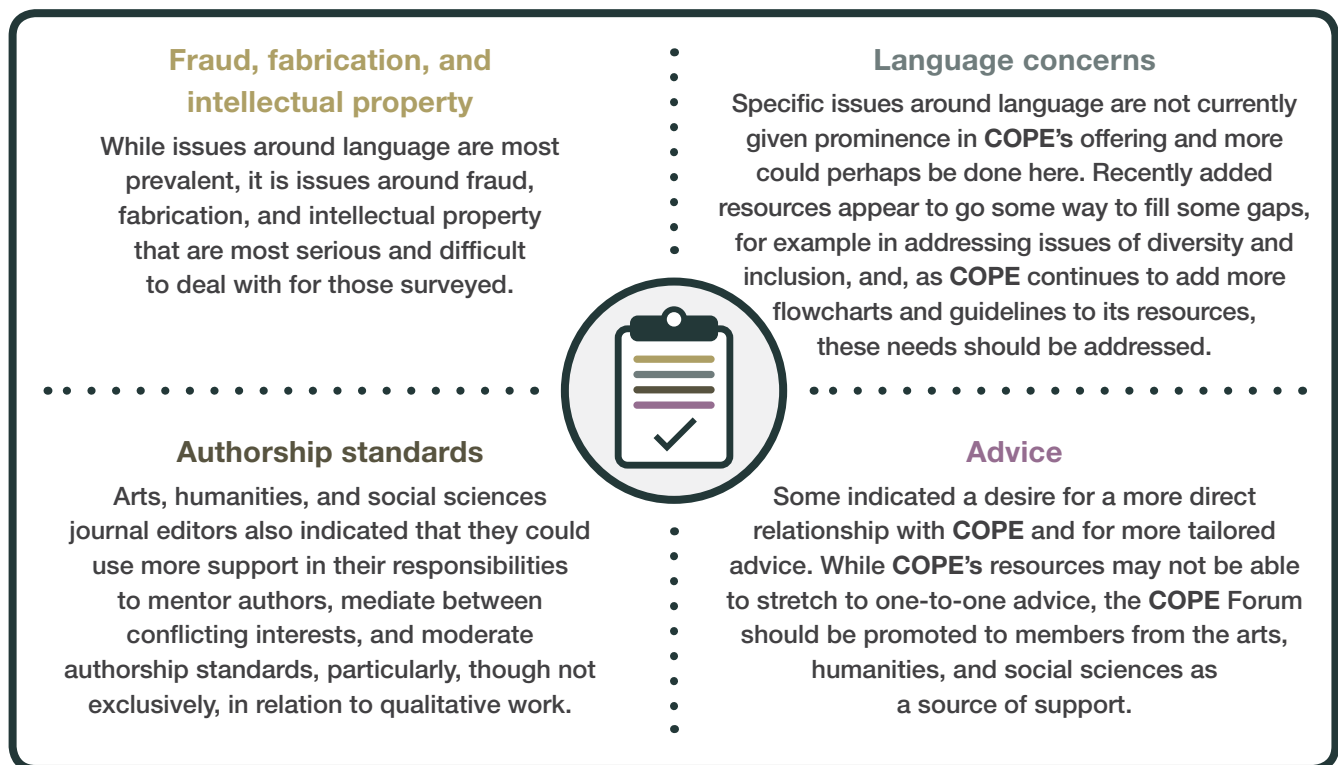 Fraud, fabrication, and
intellectual property
While issues around language are most
prevalent, it is issues around fraud,
fabrication, and intellectual property
that are most serious and difficult
to deal with for those surveyed.
Language concerns
Specific issues around language are not currently
given prominence in COPE’s offering and more
could perhaps be done here. Recently added
resources appear to go some way to fill some gaps,
for example in addressing issues of diversity and
inclusion, and, as COPE continues to add more
flowcharts and guidelines to its resources,
these needs should be addressed.
Authorship standards
Arts, humanities, and social sciences
journal editors also indicated that they could
use more support in their responsibilities
to mentor authors, mediate between
conflicting interests, and moderate
authorship standards, particularly, though not
exclusively, in relation to qualitative work.
Advice
Some indicated a desire for a more direct
relationship with COPE and for more tailored
advice. While COPE’s resources may not be able
to stretch to one-to-one advice, the COPE Forum
should be promoted to members from the arts,
humanities, and social sciences as
a source of support.